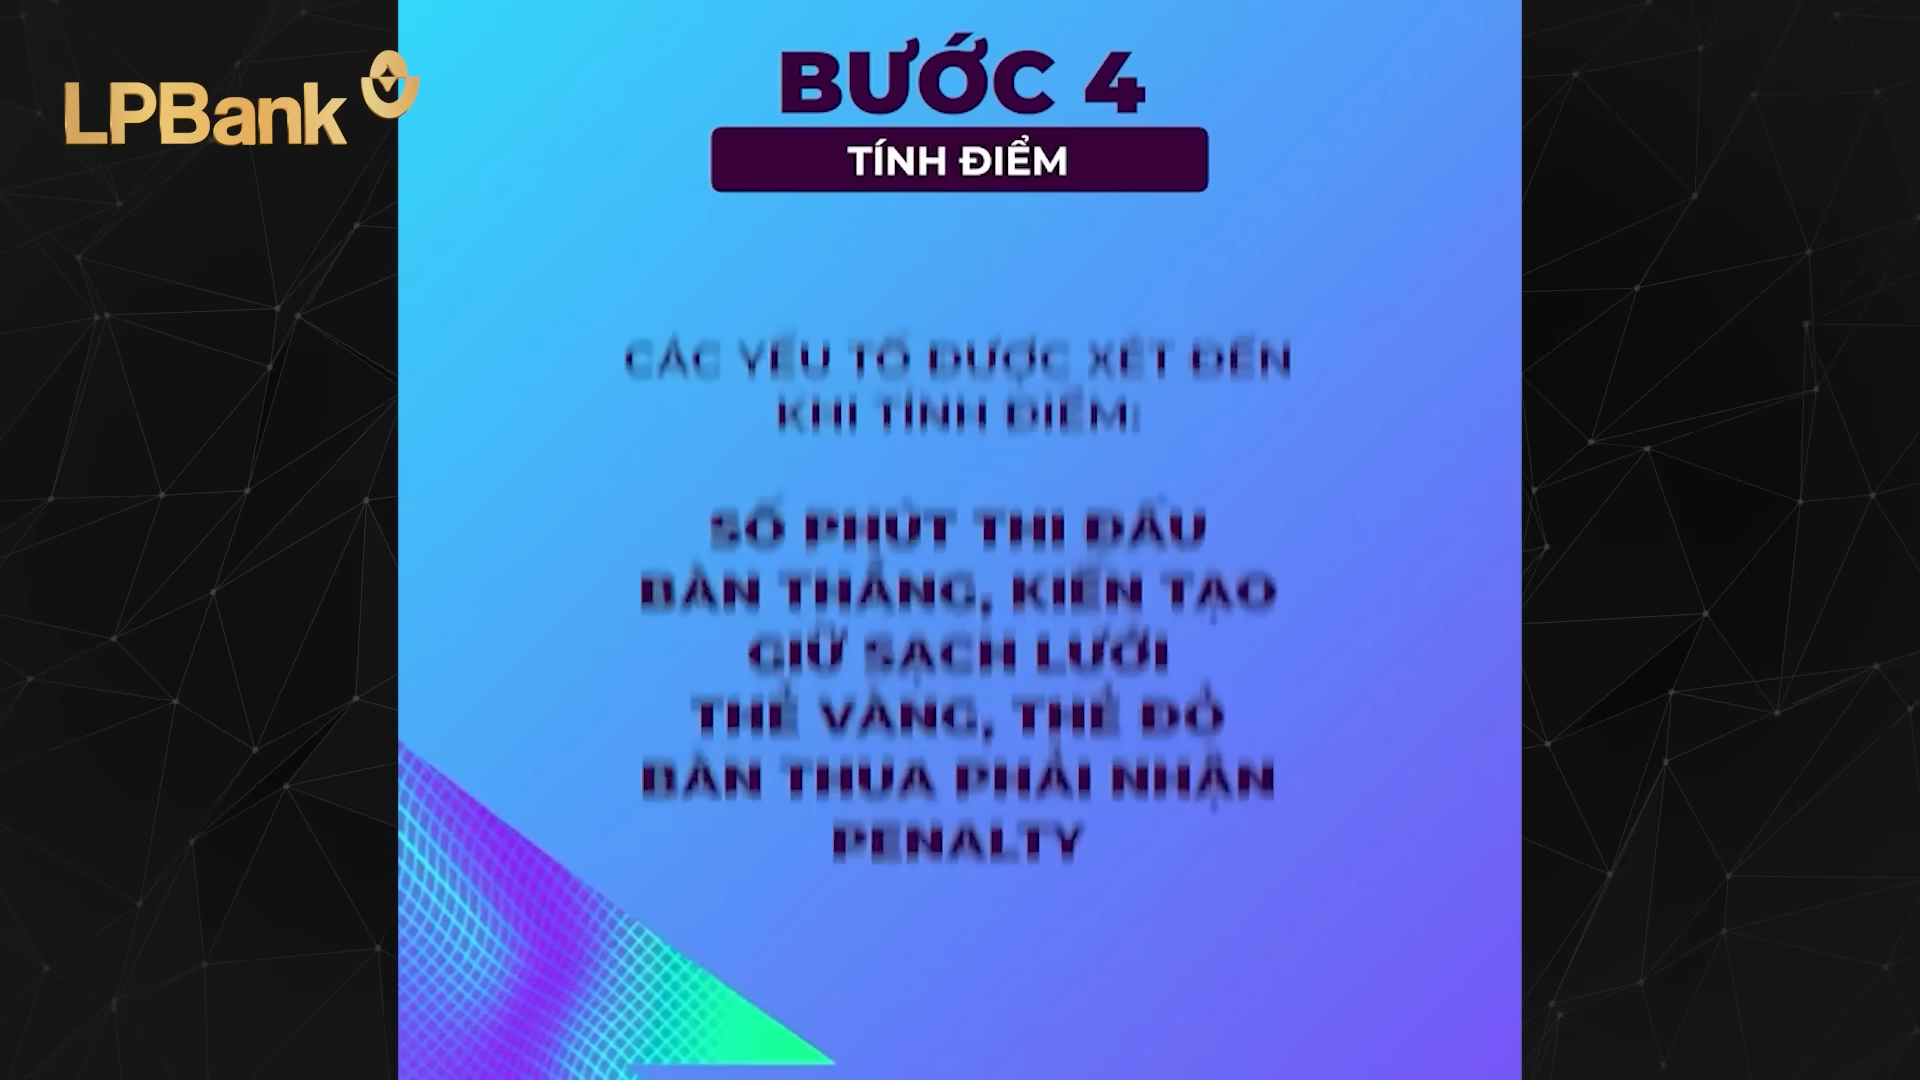 LPBank
BƯỚC 4
TÍNH ĐIỂM
CÁC YẾU TỐ ĐƯỢC XÉT ĐẾN
KHI TÍNH ĐIỂM:
SỐ PHÚT THI ĐẤU
BÀN THẮNG, KIẾN TẠO
GIỮ SẠCH LƯỚI
THẺ VÀNG, THẺ ĐỎ
BÀN THUA PHẢI NHẬN
PENALTY